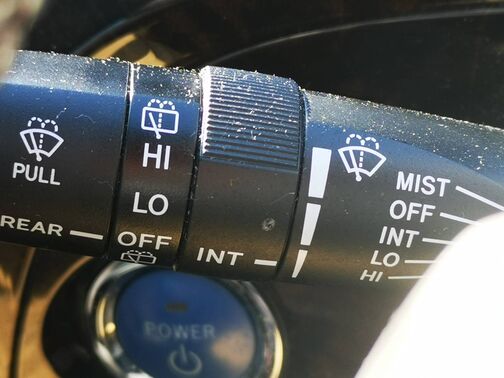 PULL
REAR
HI
LO
OFF
INT
MIST
OFF
INT
LO
HI
POWER